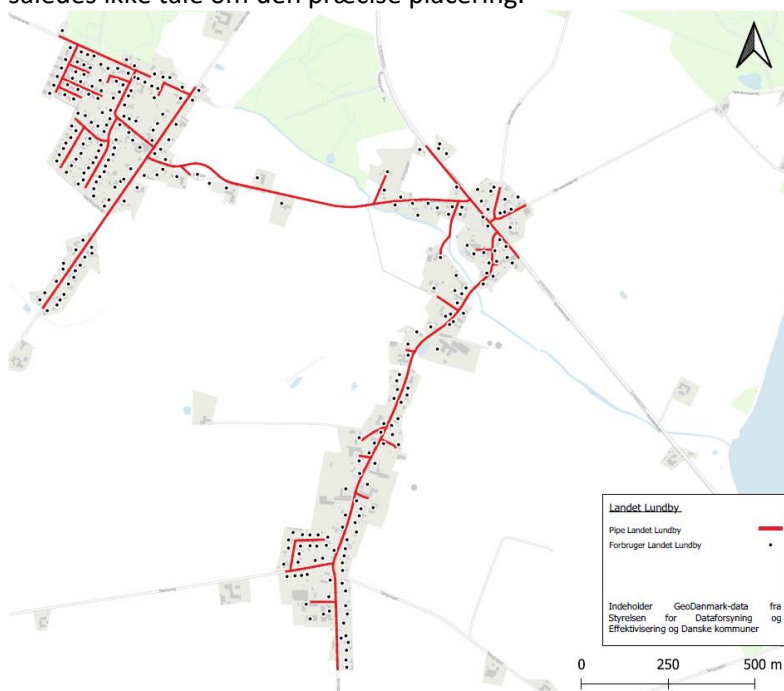 således ikke tale om den præcise placering.
Landet Lundby
Pipe Landet Lundby
Forbruger Landet Lundby
Indeholder GeoDanmark-data fra
Styrelsen for Dataforsyning og
Effektivisering og Danske kommuner
0 250 500 m